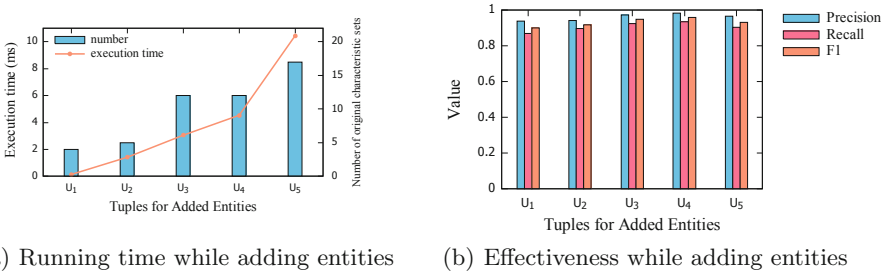 10
8
6
4
2
0
Execution time (ms)
number
execution time
20
15
10
5
0
Number of original characteristic sets
U1 U2 U3 U4 U5
Tuples for Added Entities
) Running time while adding entities
1
0.8
0.6
0.4
0.2
0
Value
Precision
Recall
F1
U1 U2 U3 U4 U5
Tuples for Added Entities
(b) Effectiveness while adding entities